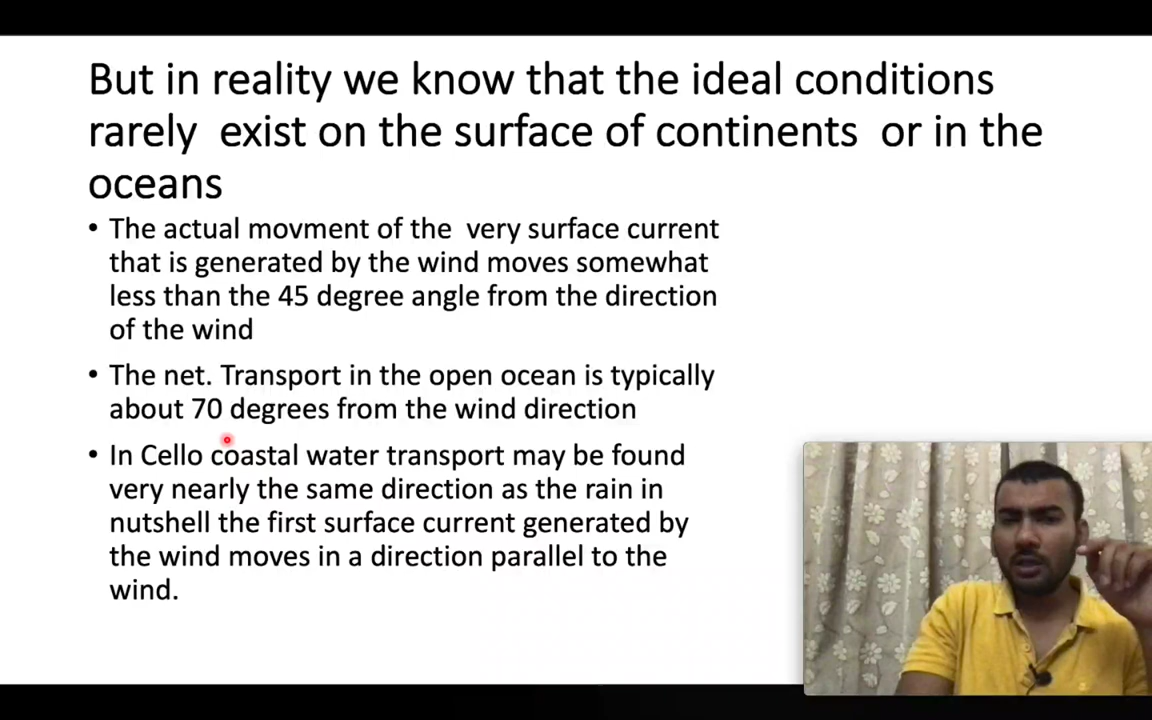 But in reality we know that the ideal conditions
rarely  exist on the surface of continents  or in the
oceans
• The actual movment of the  very surface current
that is generated by the wind moves somewhat
less than the 45 degree angle from the direction
of the wind
• The net. Transport in the open ocean is typically
about 70 degrees from the wind direction
• In Cello coastal water transport may be found
very nearly the same direction as the rain in
nutshell the first surface current generated by
the wind moves in a direction parallel to the
wind.